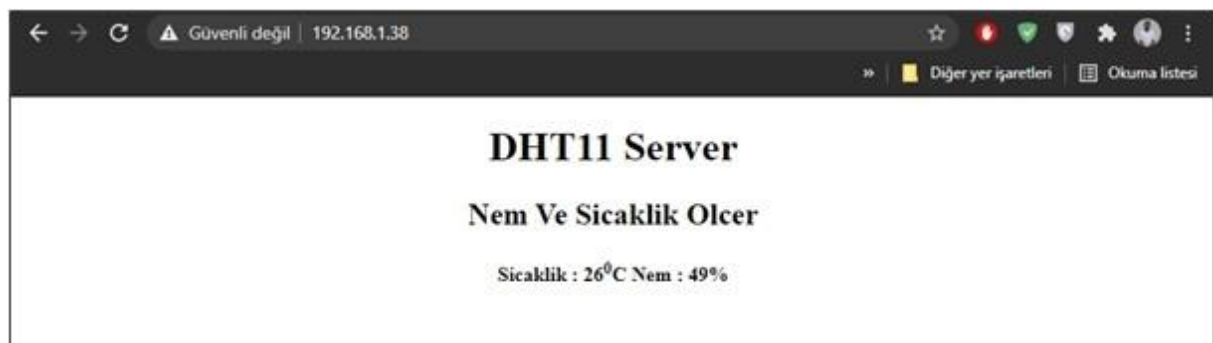 Güvenli değil | 192.168.1.38
» Diğer yer işaretleri Okuma listesi
DHT11 Server
Nem Ve Sicaklik Olcer
Sicaklik : 26⁰C Nem : 49%